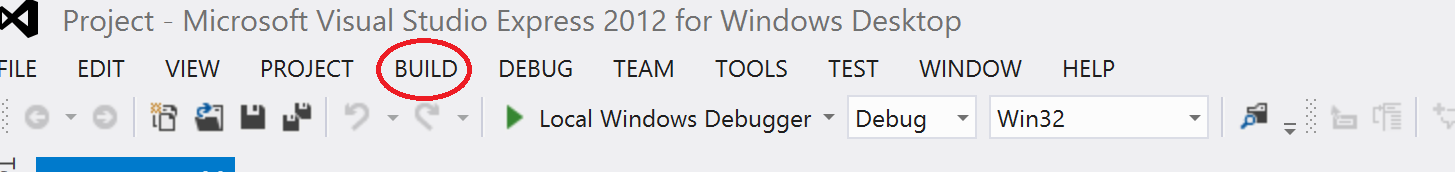 Project - Microsoft Visual Studio Express 2012 for Windows Desktop
FILE EDIT VIEW PROJECT BUILD DEBUG TEAM TOOLS TEST WINDOW HELP
Local Windows Debugger Debug Win32